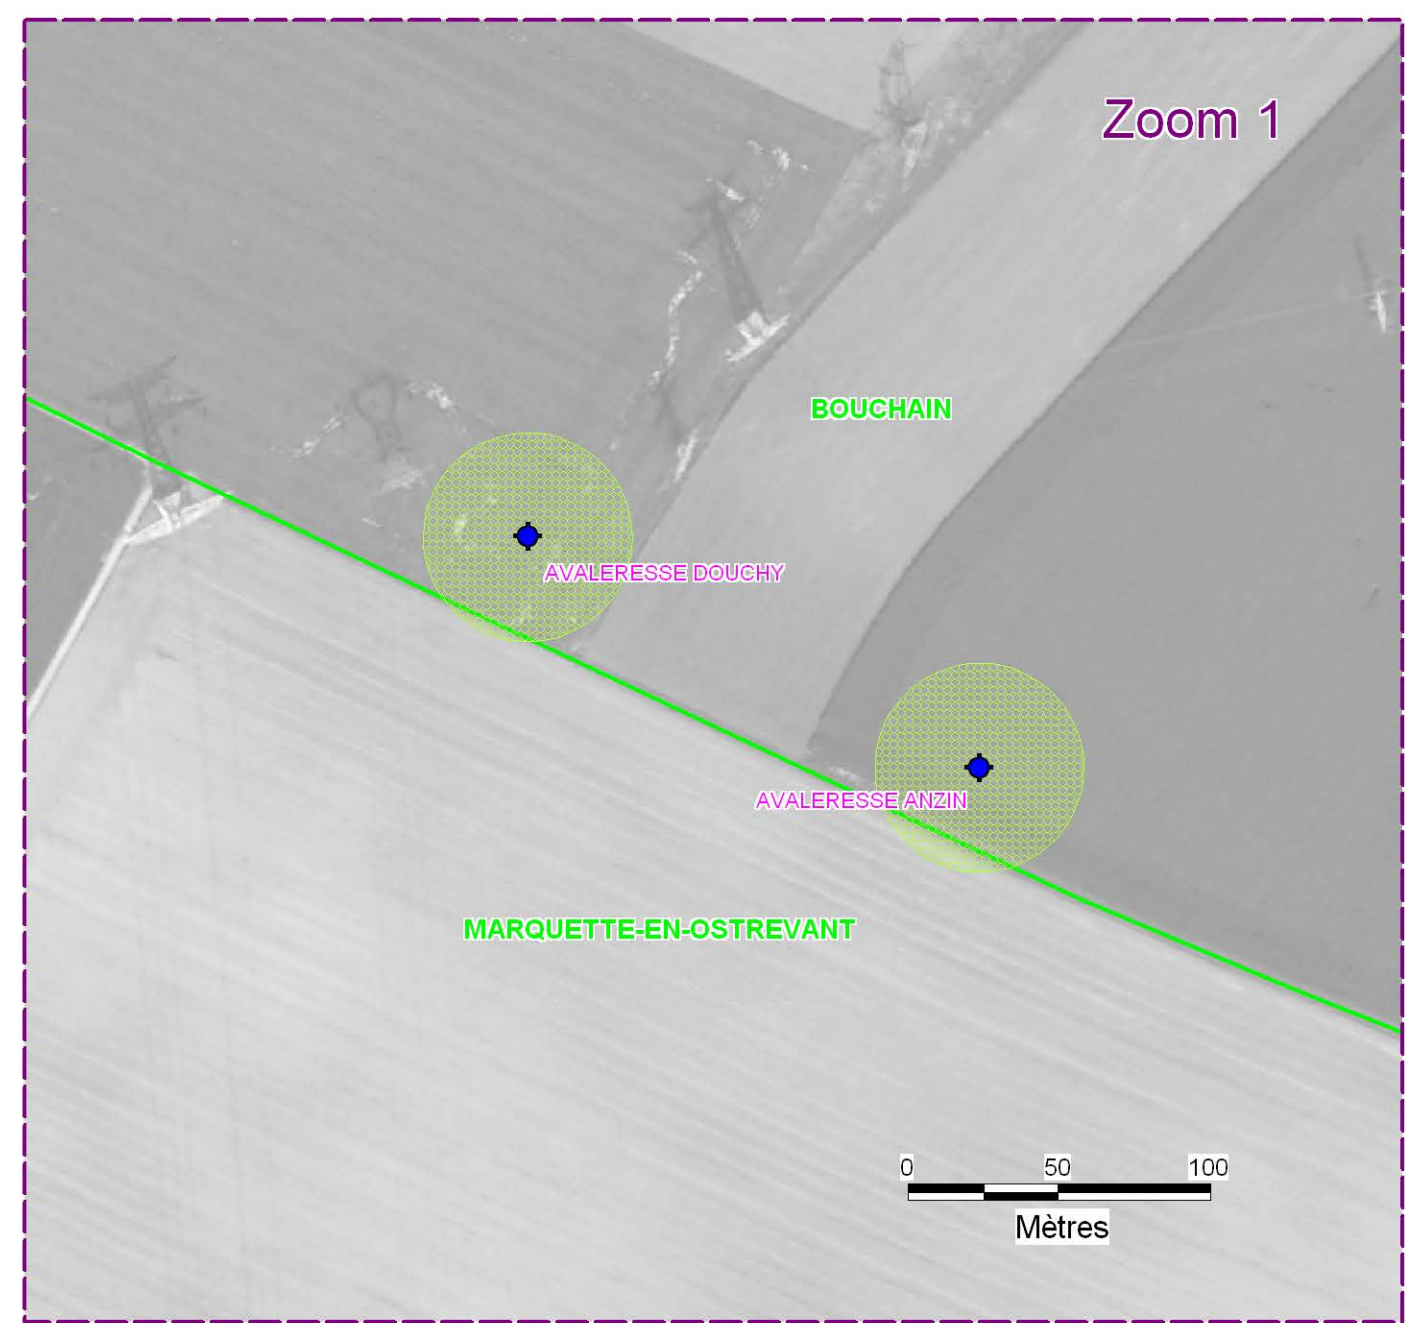 Zoom 1
BOUCHAIN
AVALERESSE DOUCHY
AVALERESSE ANZIN
MARQUETTE-EN-OSTREVANT
0 50 100
Mètres